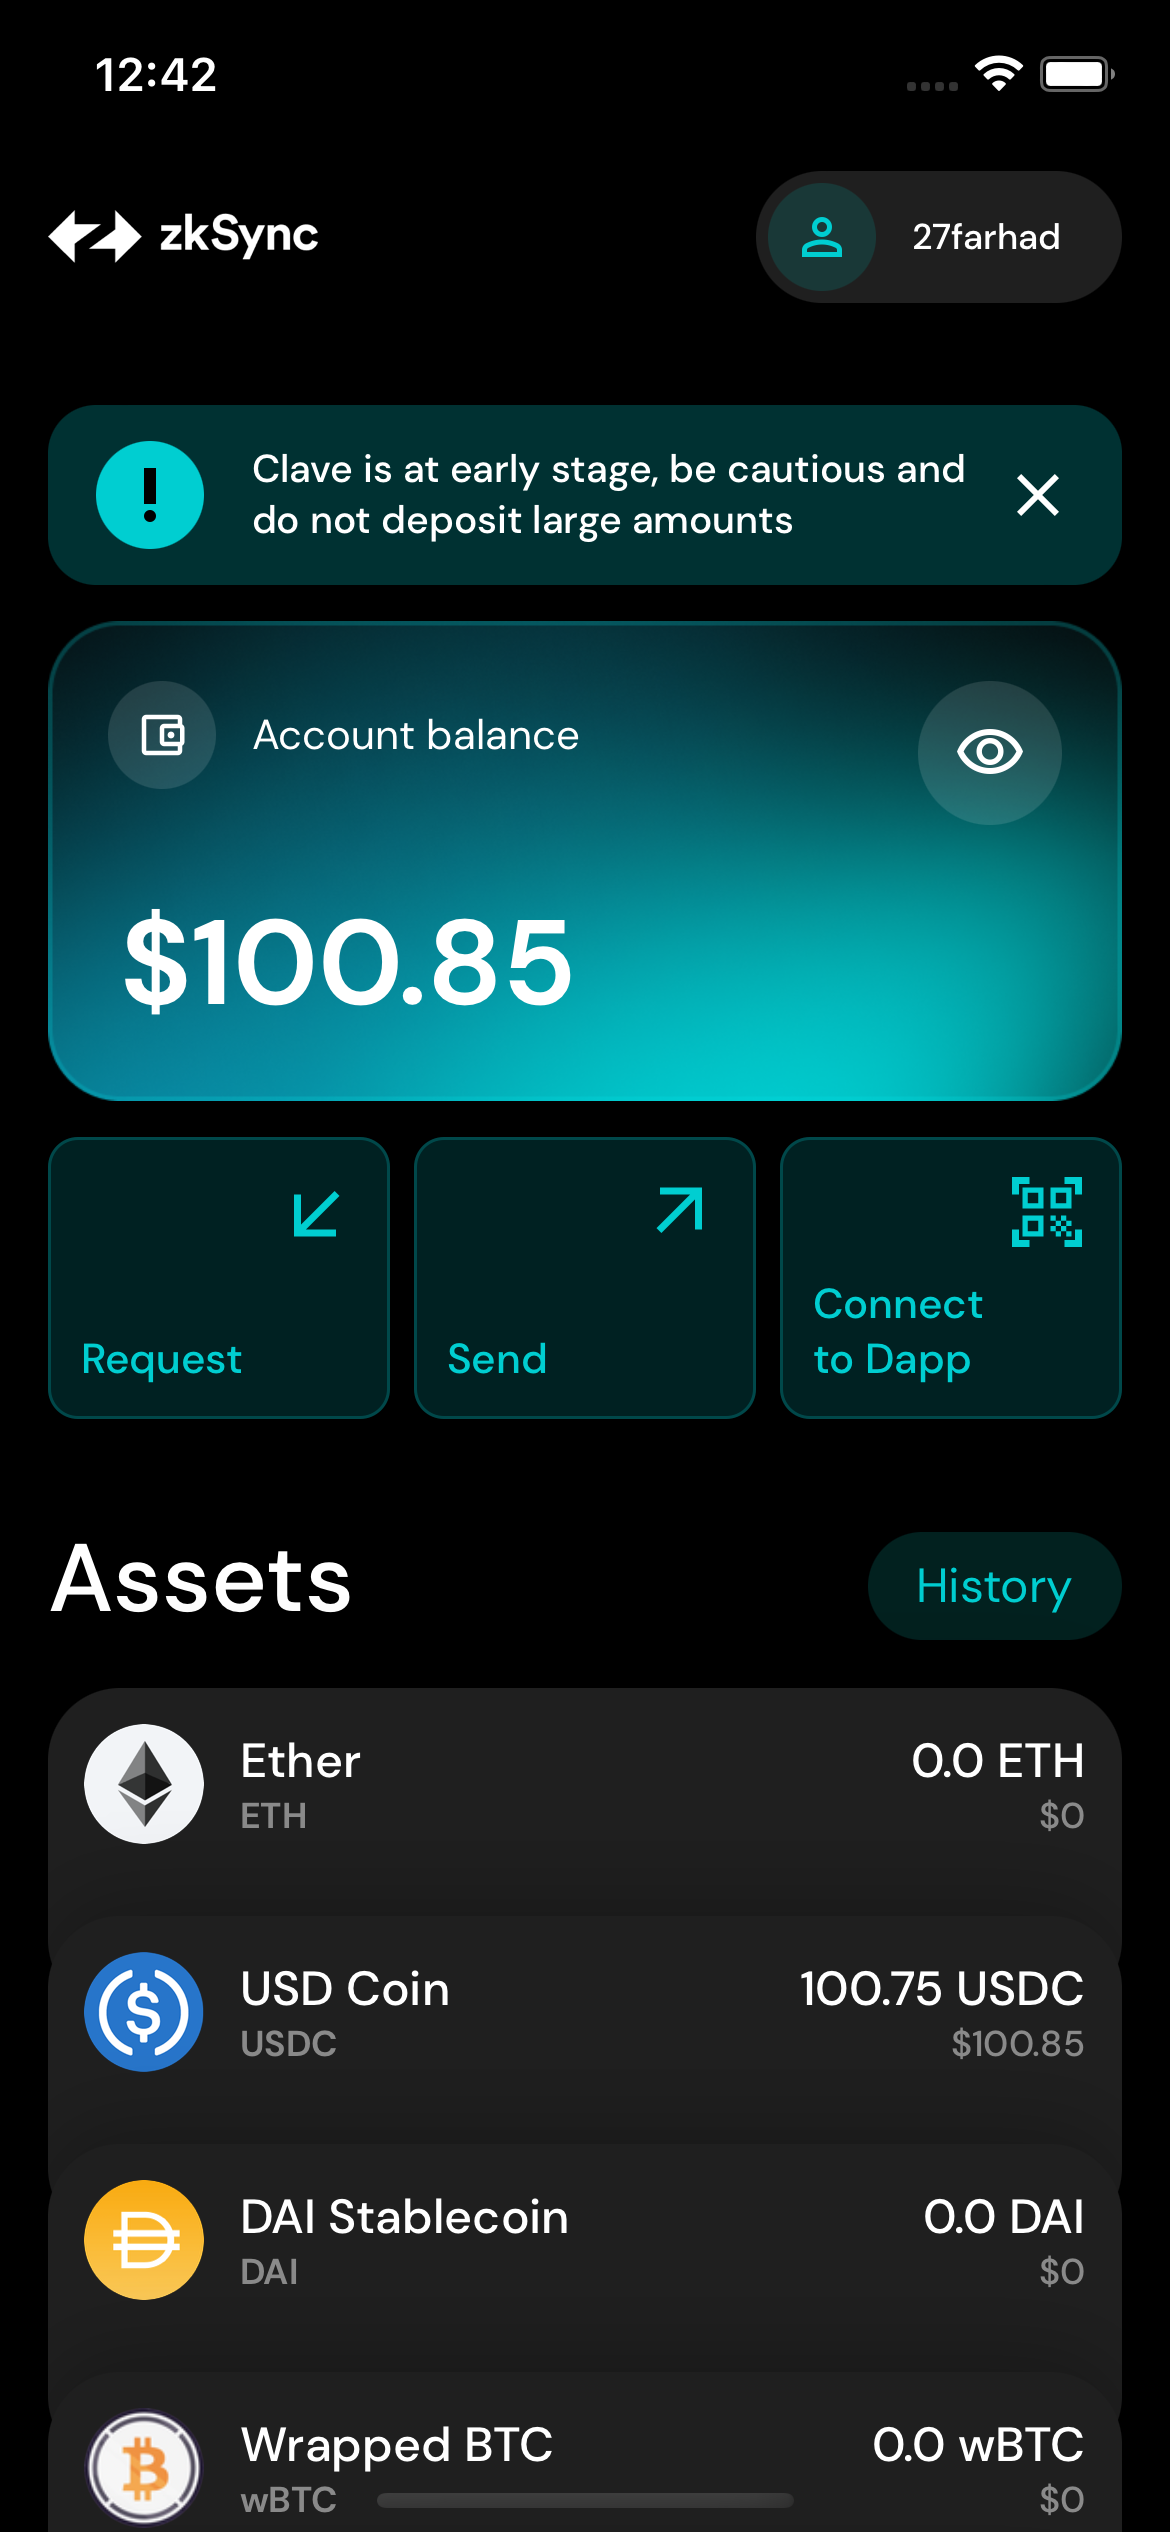 12:42
zkSync
27farhad
Clave is at early stage, be cautious and
do not deposit large amounts
Account balance
$100.85
Request
Send
Connect
to Dapp
Assets
History
Ether
0.0 ETH
ETH
$0
USD Coin
100.75 USDC
USDC
$100.85
DAI Stablecoin
0.0 DAI
DAI
$0
Wrapped BTC
0.0 wBTC
wBTC
$0